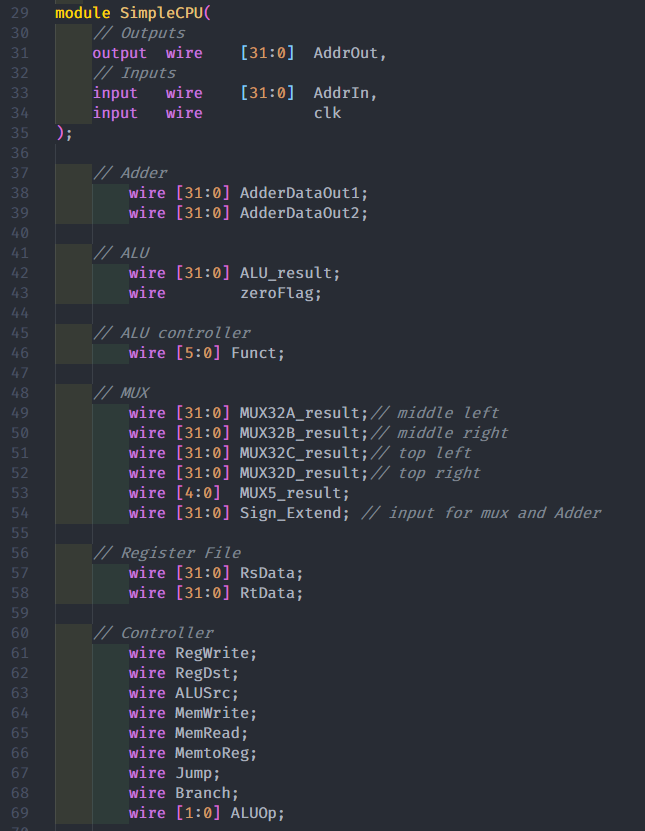 29 module SimpleCPU(
30     // Outputs
31     output  wire    [31:0]  AddrOut,
32     // Inputs
33     input   wire    [31:0]  AddrIn,
34     input   wire            clk
35 );
36
37     // Adder
38         wire [31:0] AdderDataOut1;
39         wire [31:0] AdderDataOut2;
40
41     // ALU
42         wire [31:0] ALU_result;
43         wire        zeroFlag;
44
45     // ALU controller
46         wire [5:0] Funct;
47
48     // MUX
49         wire [31:0] MUX32A_result;// middle left
50         wire [31:0] MUX32B_result;// middle right
51         wire [31:0] MUX32C_result;// top left
52         wire [31:0] MUX32D_result;// top right
53         wire [4:0]  MUX5_result;
54         wire [31:0] Sign_Extend; // input for mux and Adder
55
56     // Register File
57         wire [31:0] RsData;
58         wire [31:0] RtData;
59
60     // Controller
61         wire RegWrite;
62         wire RegDst;
63         wire ALUSrc;
64         wire MemWrite;
65         wire MemRead;
66         wire MemtoReg;
67         wire Jump;
68         wire Branch;
69         wire [1:0] ALUOp;